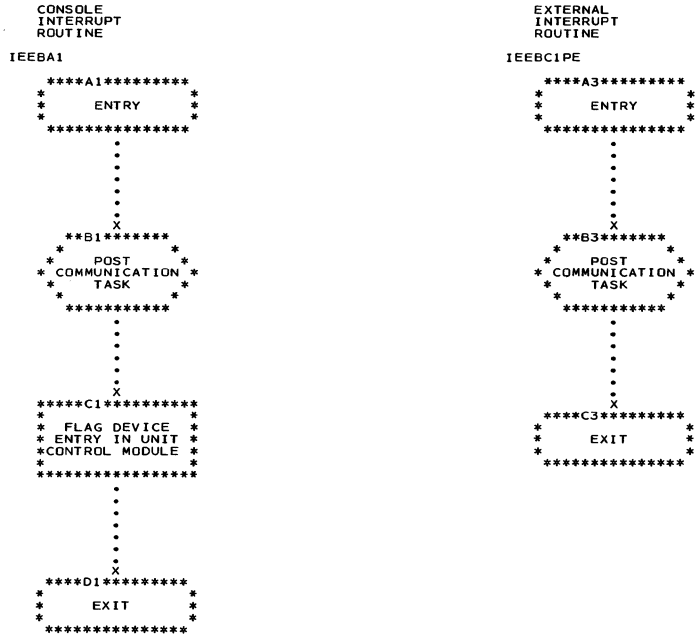 CONSOLE
INTERRUPT
ROUTINE
IEEBA1
****A1*********
ENTRY
**B1*******
POST
COMMUNICATION
TASK
*****C1**********
FLAG DEVICE
ENTRY IN UNIT
CONTROL MODULE
****D1*********
EXIT
EXTERNAL
INTERRUPT
ROUTINE
IEEBC1PE
****A3*********
ENTRY
**B3*******
POST
COMMUNICATION
TASK
****C3*********
EXIT